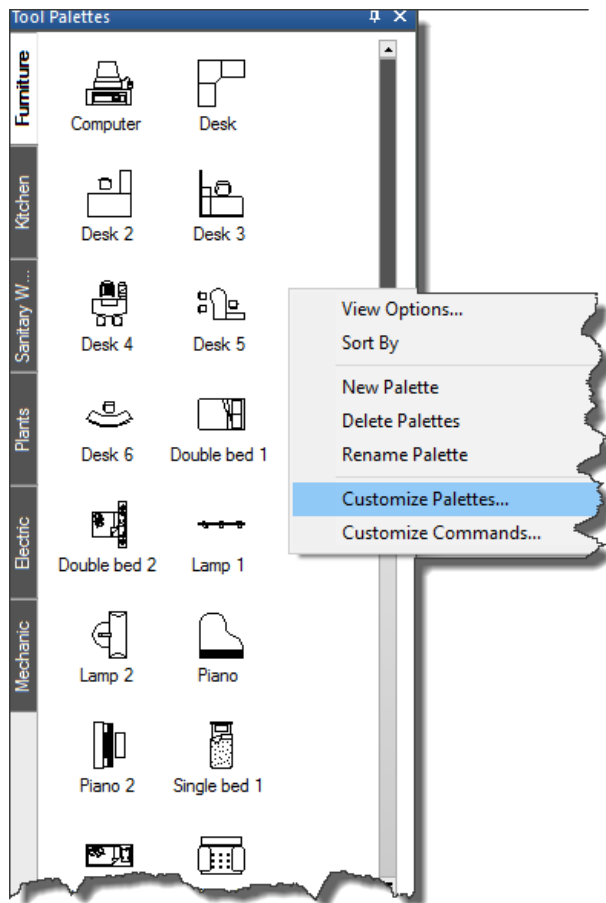 Tool Palettes
Furniture
Kitchen
Sanitary W...
Plants
Electric
Mechanic
Computer
Desk
Desk 2
Desk 3
Desk 4
Desk 5
Desk 6
Double bed 1
Double bed 2
Lamp 1
Lamp 2
Piano
Piano 2
Single bed 1
View Options...
Sort By
New Palette
Delete Palettes
Rename Palette
Customize Palettes...
Customize Commands...